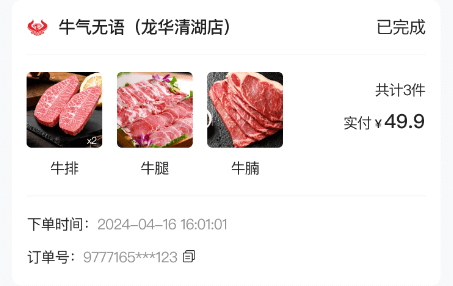 牛气无语（龙华清湖店） 已完成
共计3件
实付 ¥ 49.9
x2
牛排 牛腿 牛腩
下单时间：2024-04-16 16:01:01
订单号：9777165***123